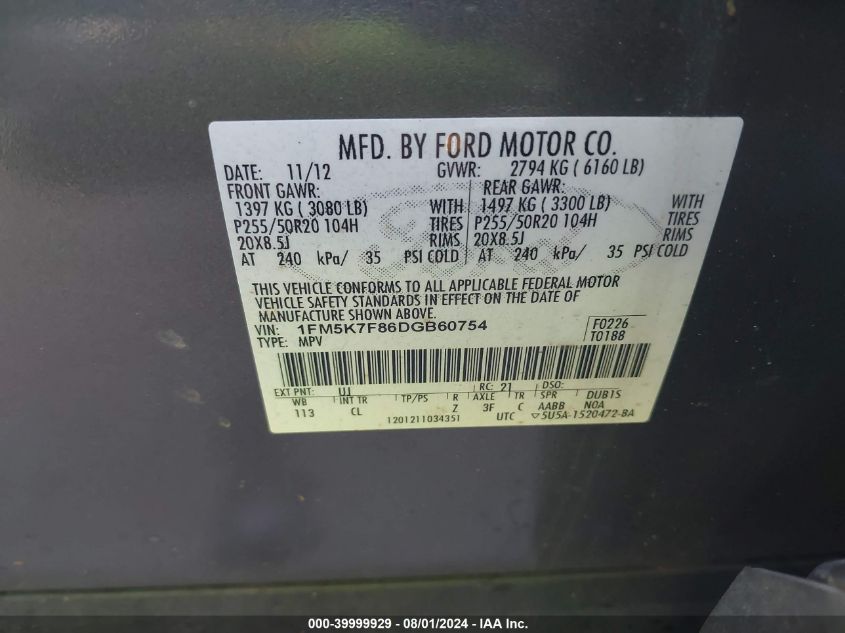 MFD. BY FORD MOTOR CO.
DATE: 11/12 GVWR: 2794 KG ( 6160 LB)
FRONT GAWR: REAR GAWR:
1397 KG ( 3080 LB) WITH 1497 KG ( 3300 LB) WITH
P255/50R20 104H TIRES P255/50R20 104H TIRES
20X8.5J RIMS 20X8.5J RIMS
AT 240 kPa/ 35 PSI COLD AT 240 kPa/ 35 PSI COLD
THIS VEHICLE CONFORMS TO ALL APPLICABLE FEDERAL MOTOR
VEHICLE SAFETY STANDARDS IN EFFECT ON THE DATE OF
MANUFACTURE SHOWN ABOVE.
VIN: 1FM5K7F86DGB60754 F0226
TYPE: MPV T0188
EXT PNT: UJ RC: 21 DSO:
WB INT TR TP/PS R AXLE TR SPR DUB1S
113 CL Z 3F C AABB NOA
1201211034351 UTC ▽5U5A-1520472-BA
000-39999929 - 08/01/2024 - IAA Inc.